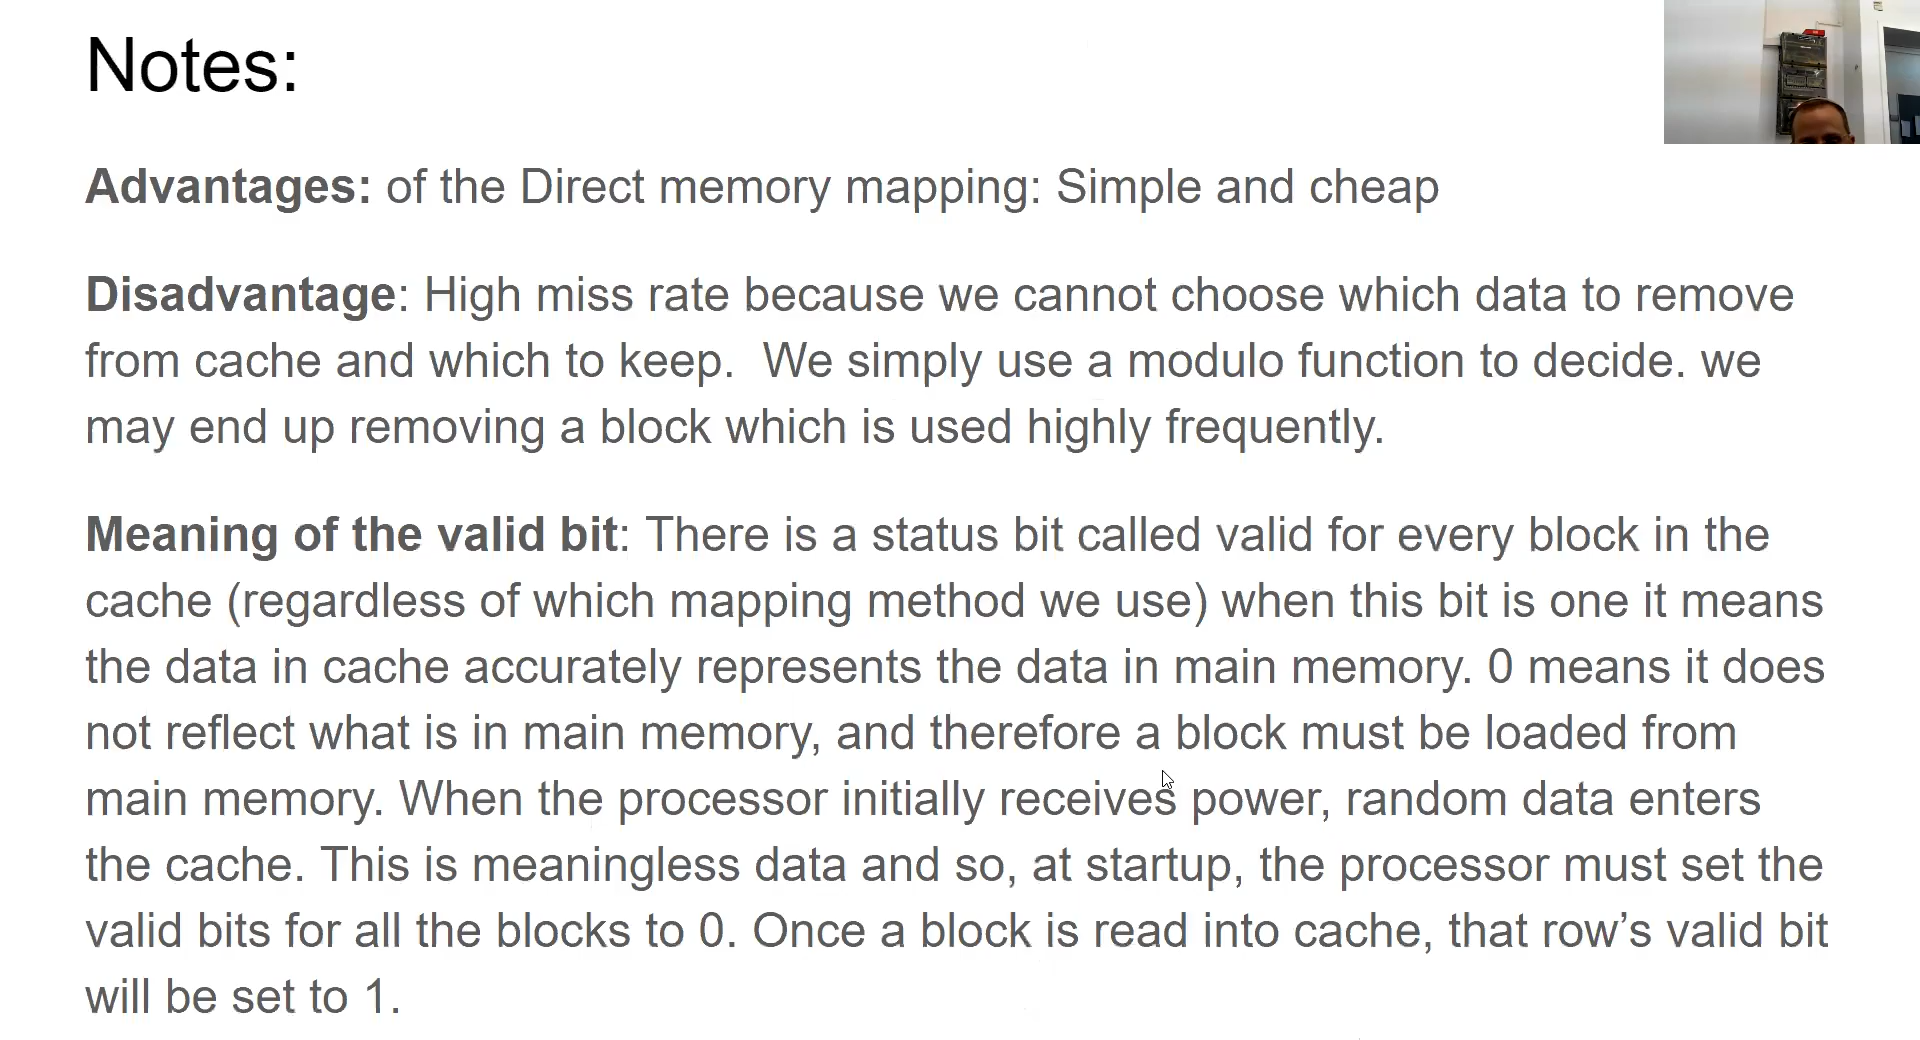 Notes:
Advantages: of the Direct memory mapping: Simple and cheap
Disadvantage: High miss rate because we cannot choose which data to remove
from cache and which to keep.  We simply use a modulo function to decide. we
may end up removing a block which is used highly frequently.
Meaning of the valid bit: There is a status bit called valid for every block in the
cache (regardless of which mapping method we use) when this bit is one it means
the data in cache accurately represents the data in main memory. 0 means it does
not reflect what is in main memory, and therefore a block must be loaded from
main memory. When the processor initially receives power, random data enters
the cache. This is meaningless data and so, at startup, the processor must set the
valid bits for all the blocks to 0. Once a block is read into cache, that row’s valid bit
will be set to 1.